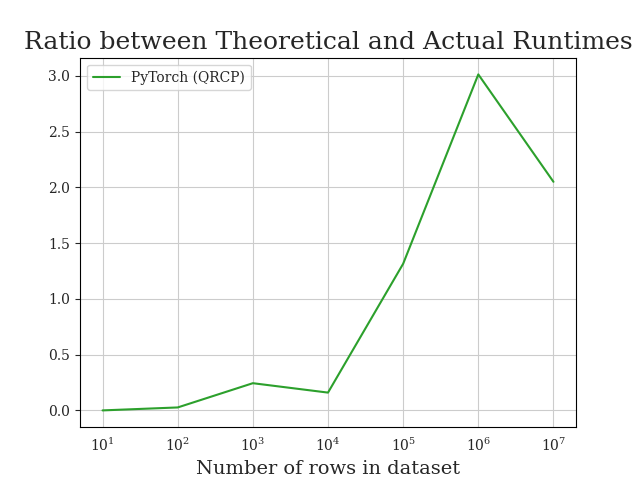 Ratio between Theoretical and Actual Runtimes
PyTorch (QRCP)
3.0
2.5
2.0
1.5
1.0
0.5
0.0
10¹ 10² 10³ 10⁴ 10⁵ 10⁶ 10⁷
Number of rows in dataset